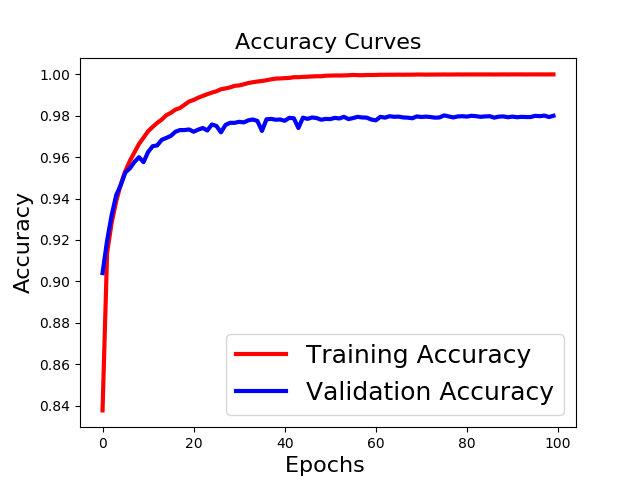 Accuracy Curves
1.00
0.98
0.96
0.94
0.92
0.90
0.88
0.86
0.84
Accuracy
Training Accuracy
Validation Accuracy
0 20 40 60 80 100
Epochs